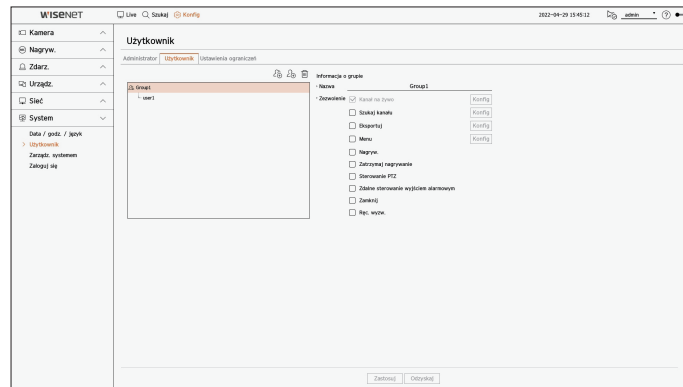 WISENET
Live Szukaj Konfig
2022-04-29 15:45:12 admin ?
Kamera
Nagryw.
Zdarz.
Urządz.
Sieć
System
Data / godz. / język
> Użytkownik
Zarządz. systemem
Zaloguj się
Użytkownik
Administrator Użytkownik Ustawienia ograniczeń
Group1
user1
Informacja o grupie
• Nazwa Group1
• Zezwolenie Kanał na żywo Konfig
Szukaj kanału Konfig
Eksportuj Konfig
Menu Konfig
Nagryw.
Zatrzymaj nagrywanie
Sterowanie PTZ
Zdalne sterowanie wyjściem alarmowym
Zamknij
Ręc. wyzw.
Zastosuj Odzyskaj